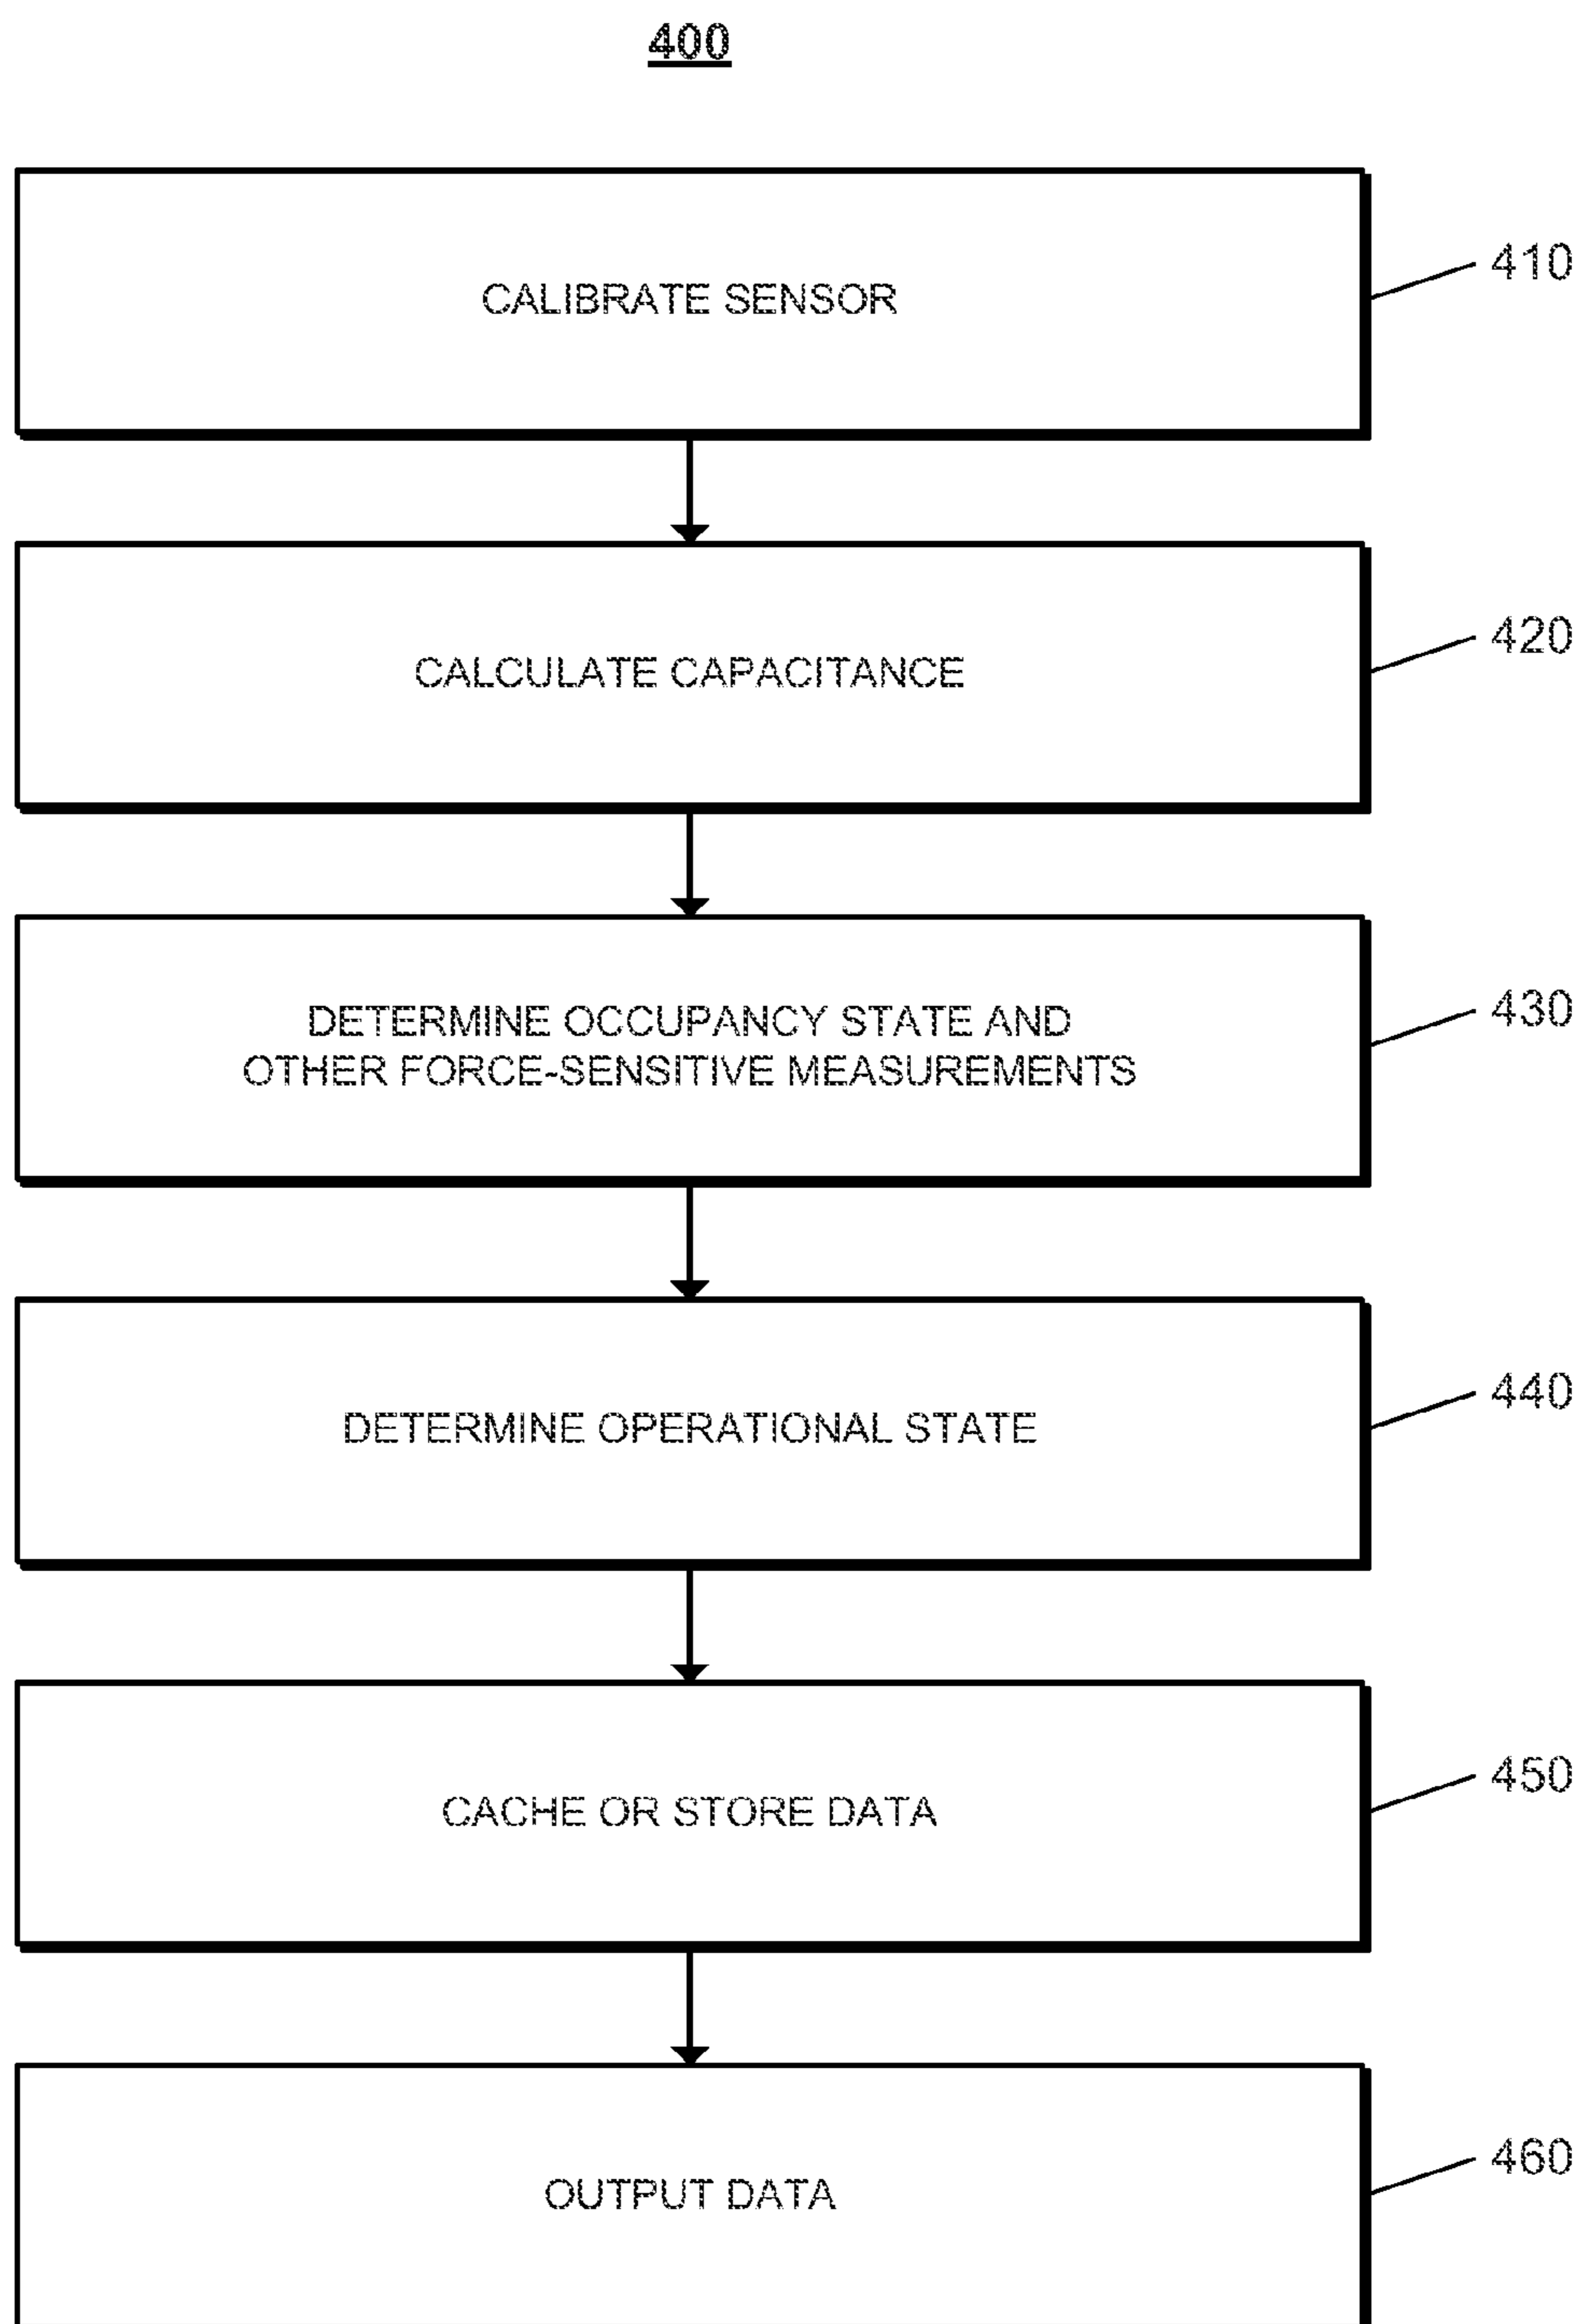 400
CALIBRATE SENSOR
410
CALCULATE CAPACITANCE
420
DETERMINE OCCUPANCY STATE AND
OTHER FORCE-SENSITIVE MEASUREMENTS
430
DETERMINE OPERATIONAL STATE
440
CACHE OR STORE DATA
450
OUTPUT DATA
460